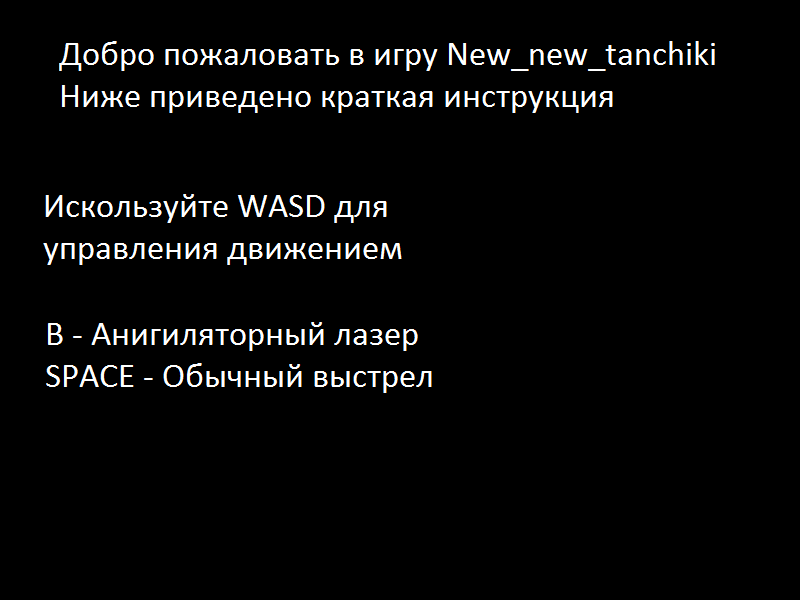 Добро пожаловать в игру New_new_tanchiki
Ниже приведено краткая инструкция
Искользуйте WASD для
управления движением
B - Анигиляторный лазер
SPACE - Обычный выстрел